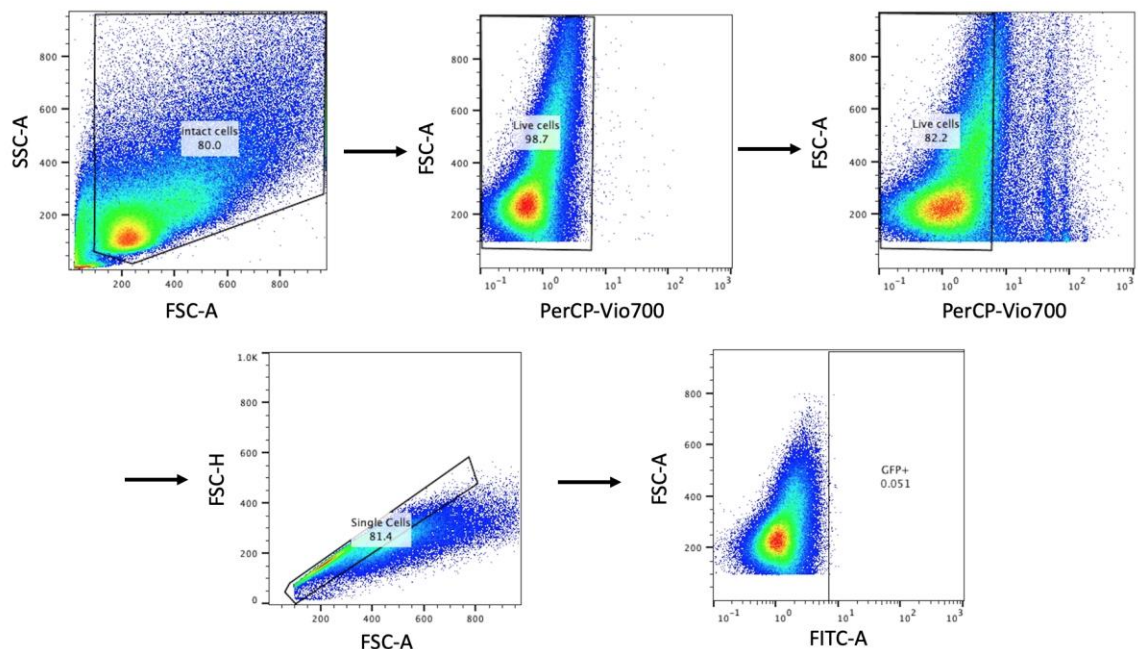 SSC-A
800
600
400
200
0
intact cells
80.0
200 400 600 800
FSC-A
FSC-A
800
600
400
200
0
Live cells
98.7
10-1 100 101 102 103
PerCP-Vio700
FSC-A
800
600
400
200
0
Live cells
82.2
10-1 100 101 102 103
PerCP-Vio700
FSC-H
1.0K
800
600
400
200
0
Single Cells
81.4
200 400 600 800
FSC-A
FSC-A
800
600
400
200
0
GFP+
0.051
10-1 100 101 102 103
FITC-A